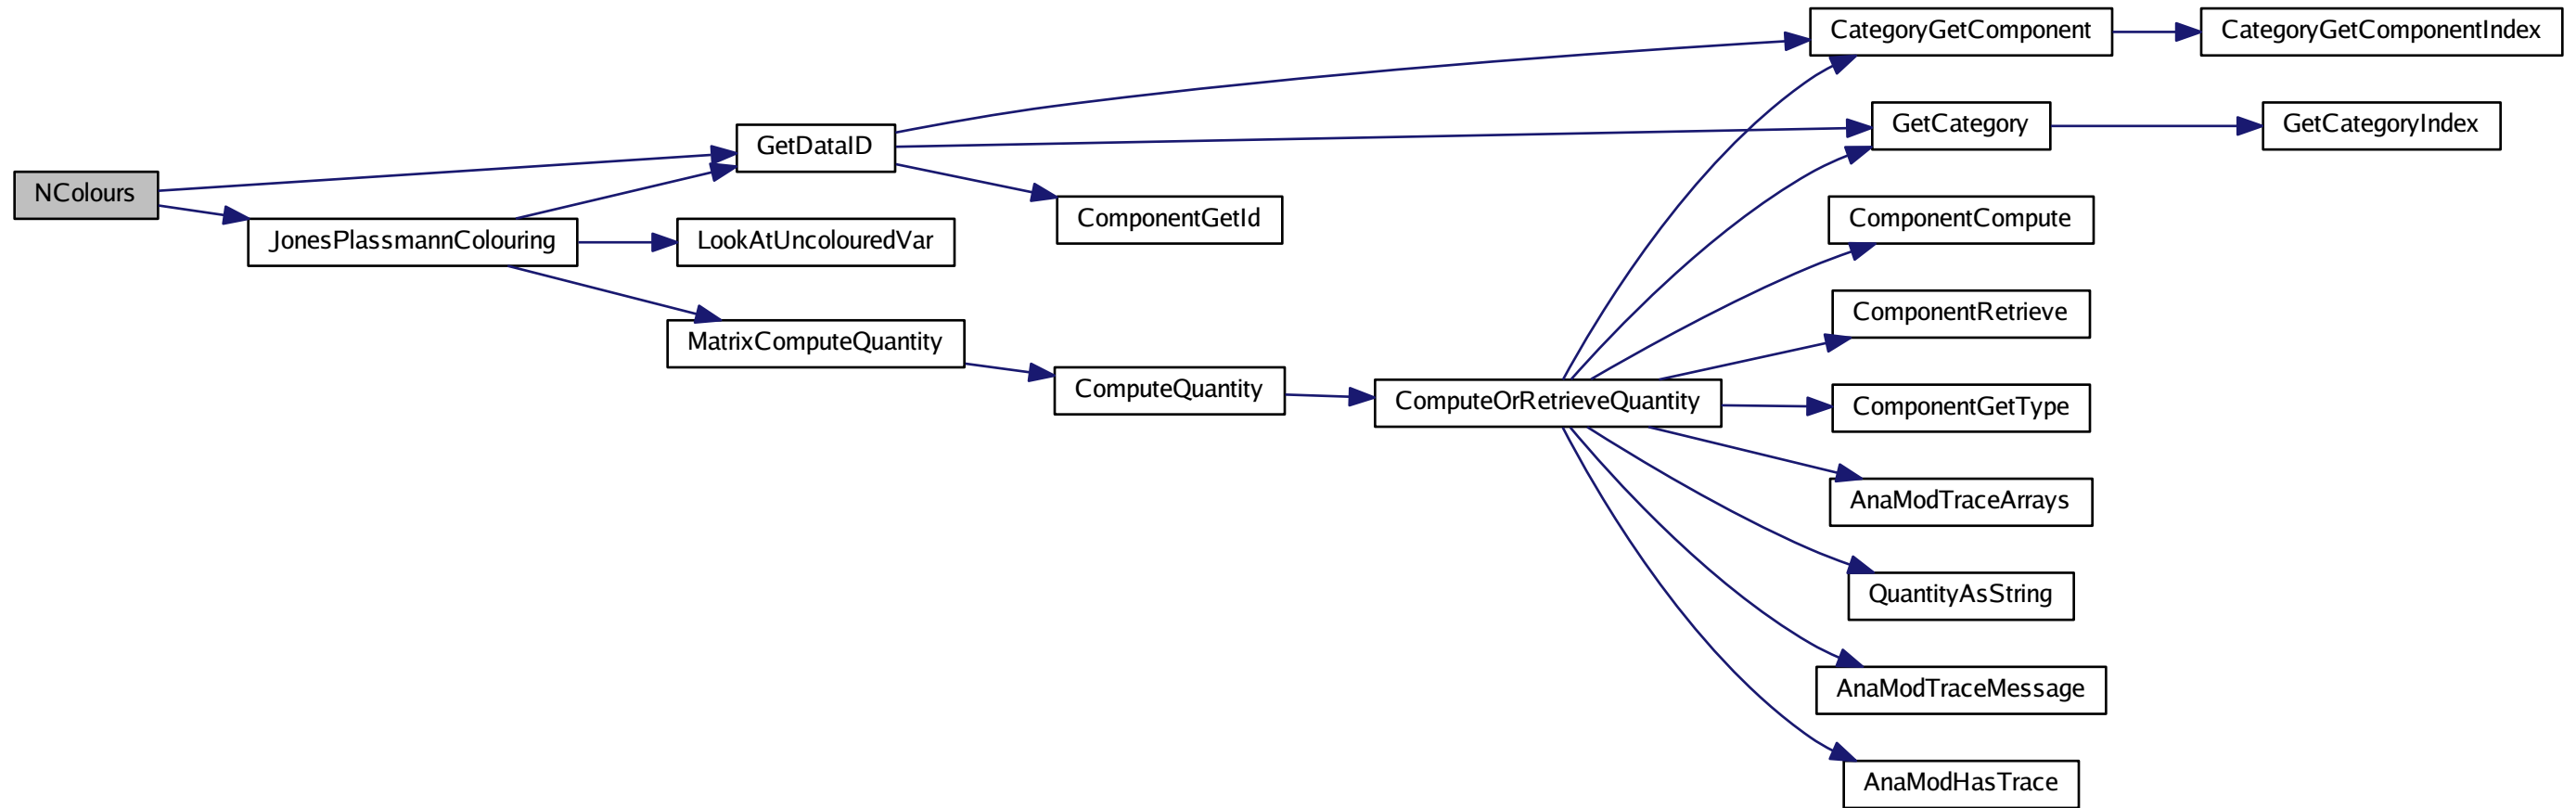 CategoryGetComponent
CategoryGetComponentIndex
GetCategory
GetCategoryIndex
GetDataID
NColours
ComponentGetId
ComponentCompute
JonesPlassmannColouring
LookAtUncolouredVar
ComponentRetrieve
MatrixComputeQuantity
ComputeQuantity
ComputeOrRetrieveQuantity
ComponentGetType
AnaModTraceArrays
QuantityAsString
AnaModTraceMessage
AnaModHasTrace